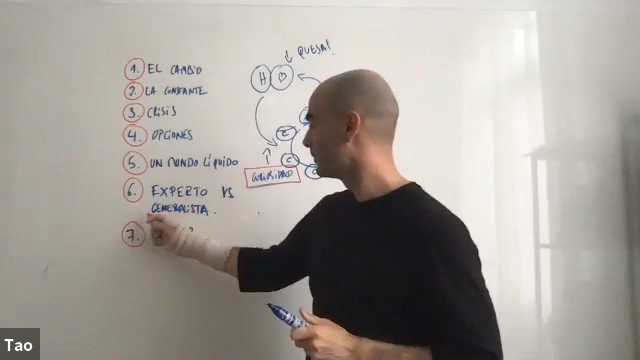 1. EL CAMBIO
2. LA CONSTANTE
3. CRISIS
4. OPCIONES
5. UN MUNDO LÍQUIDO
6. EXPERTO VS
GENERALISTA.
7.
H
C
CURIOSIDAD
Tao